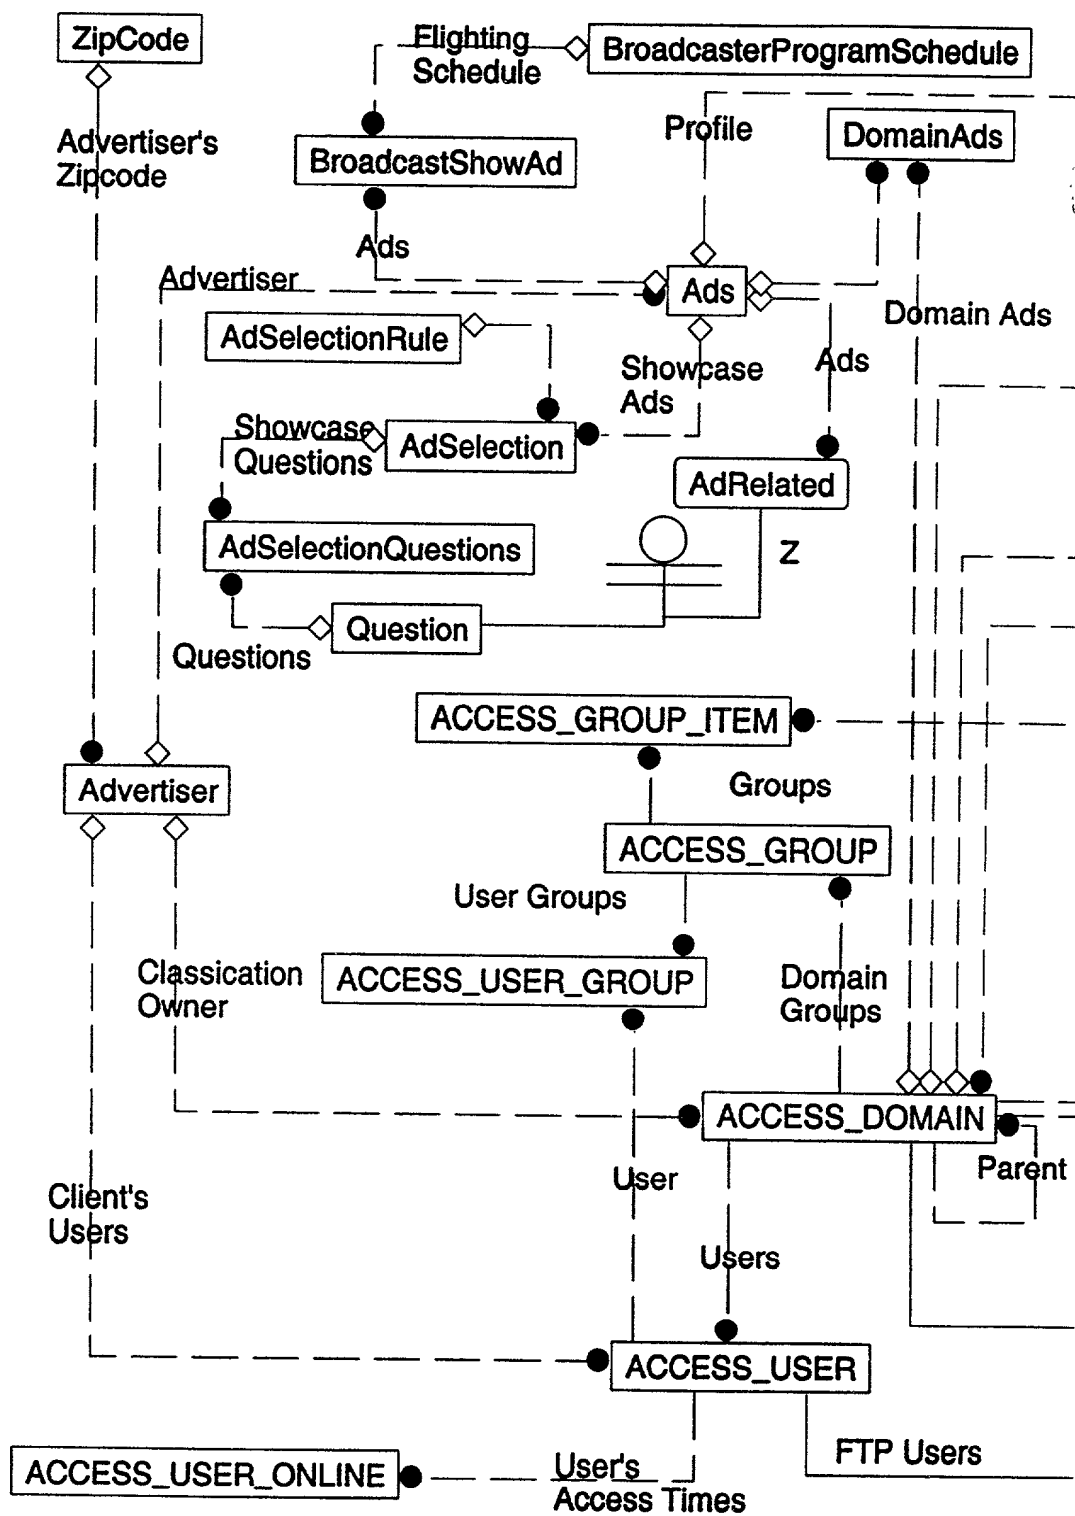 ZipCode
Flighting
Schedule
BroadcasterProgramSchedule
Advertiser's
Zipcode
Profile
DomainAds
BroadcastShowAd
Ads
Advertiser
Ads
Domain Ads
AdSelectionRule
Showcase
Ads
Ads
Showcase
Questions
AdSelection
AdRelated
AdSelectionQuestions
Z
Question
Questions
ACCESS_GROUP_ITEM
Advertiser
Groups
ACCESS_GROUP
User Groups
Classication
Owner
ACCESS_USER_GROUP
Domain
Groups
ACCESS_DOMAIN
Parent
User
Client's
Users
Users
ACCESS_USER
FTP Users
ACCESS_USER_ONLINE
User's
Access Times